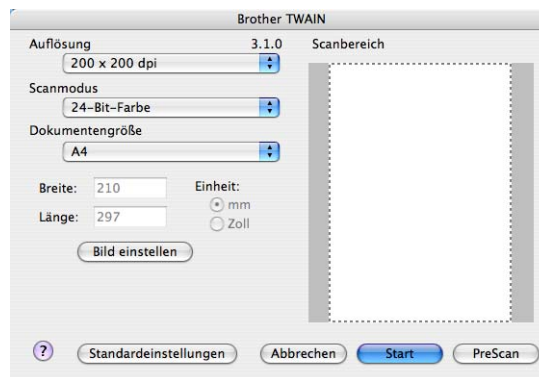 Brother TWAIN
Auflösung 3.1.0
200 x 200 dpi
Scanmodus
24-Bit-Farbe
Dokumentengröße
A4
Breite: 210
Länge: 297
Einheit:
mm
Zoll
Bild einstellen
Scanbereich
? Standardeinstellungen Abbrechen Start PreScan